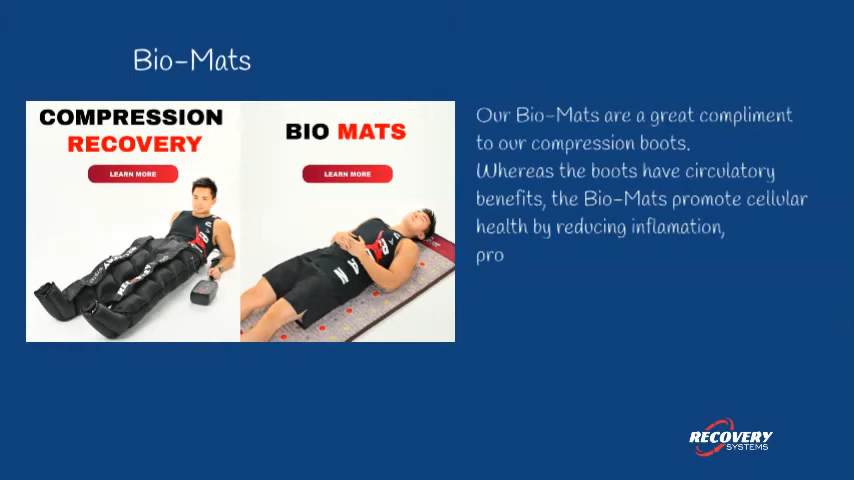 Bio-Mats
COMPRESSION
RECOVERY
LEARN MORE
BIO MATS
LEARN MORE
Our Bio-Mats are a great compliment
to our compression boots.
Whereas the boots have circulatory
benefits, the Bio-Mats promote cellular
health by reducing inflamation,
pro
RECOVERY
SYSTEMS